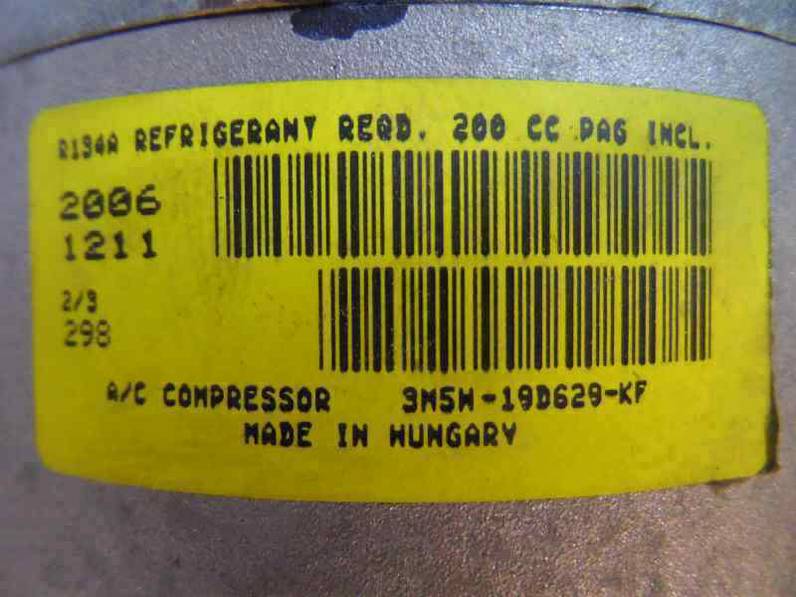 R134A REFRIGERANT REQD. 200 CC PAG INCL.
2006
1211
2/3
298
A/C COMPRESSOR 3M5H-19D629-KF
MADE IN HUNGARY